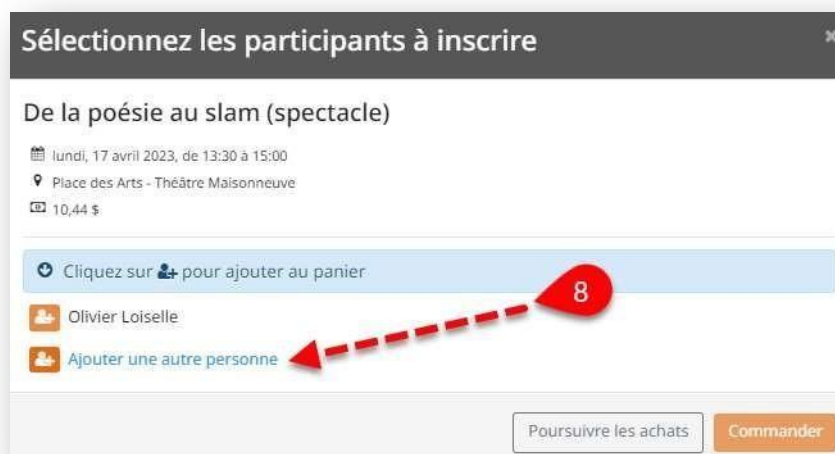 Sélectionnez les participants à inscrire
De la poésie au slam (spectacle)
lundi, 17 avril 2023, de 13:30 à 15:00
Place des Arts - Théâtre Maisonneuve
10,44 $
Cliquez sur pour ajouter au panier
8
Olivier Loiselle
Ajouter une autre personne
Poursuivre les achats
Commander